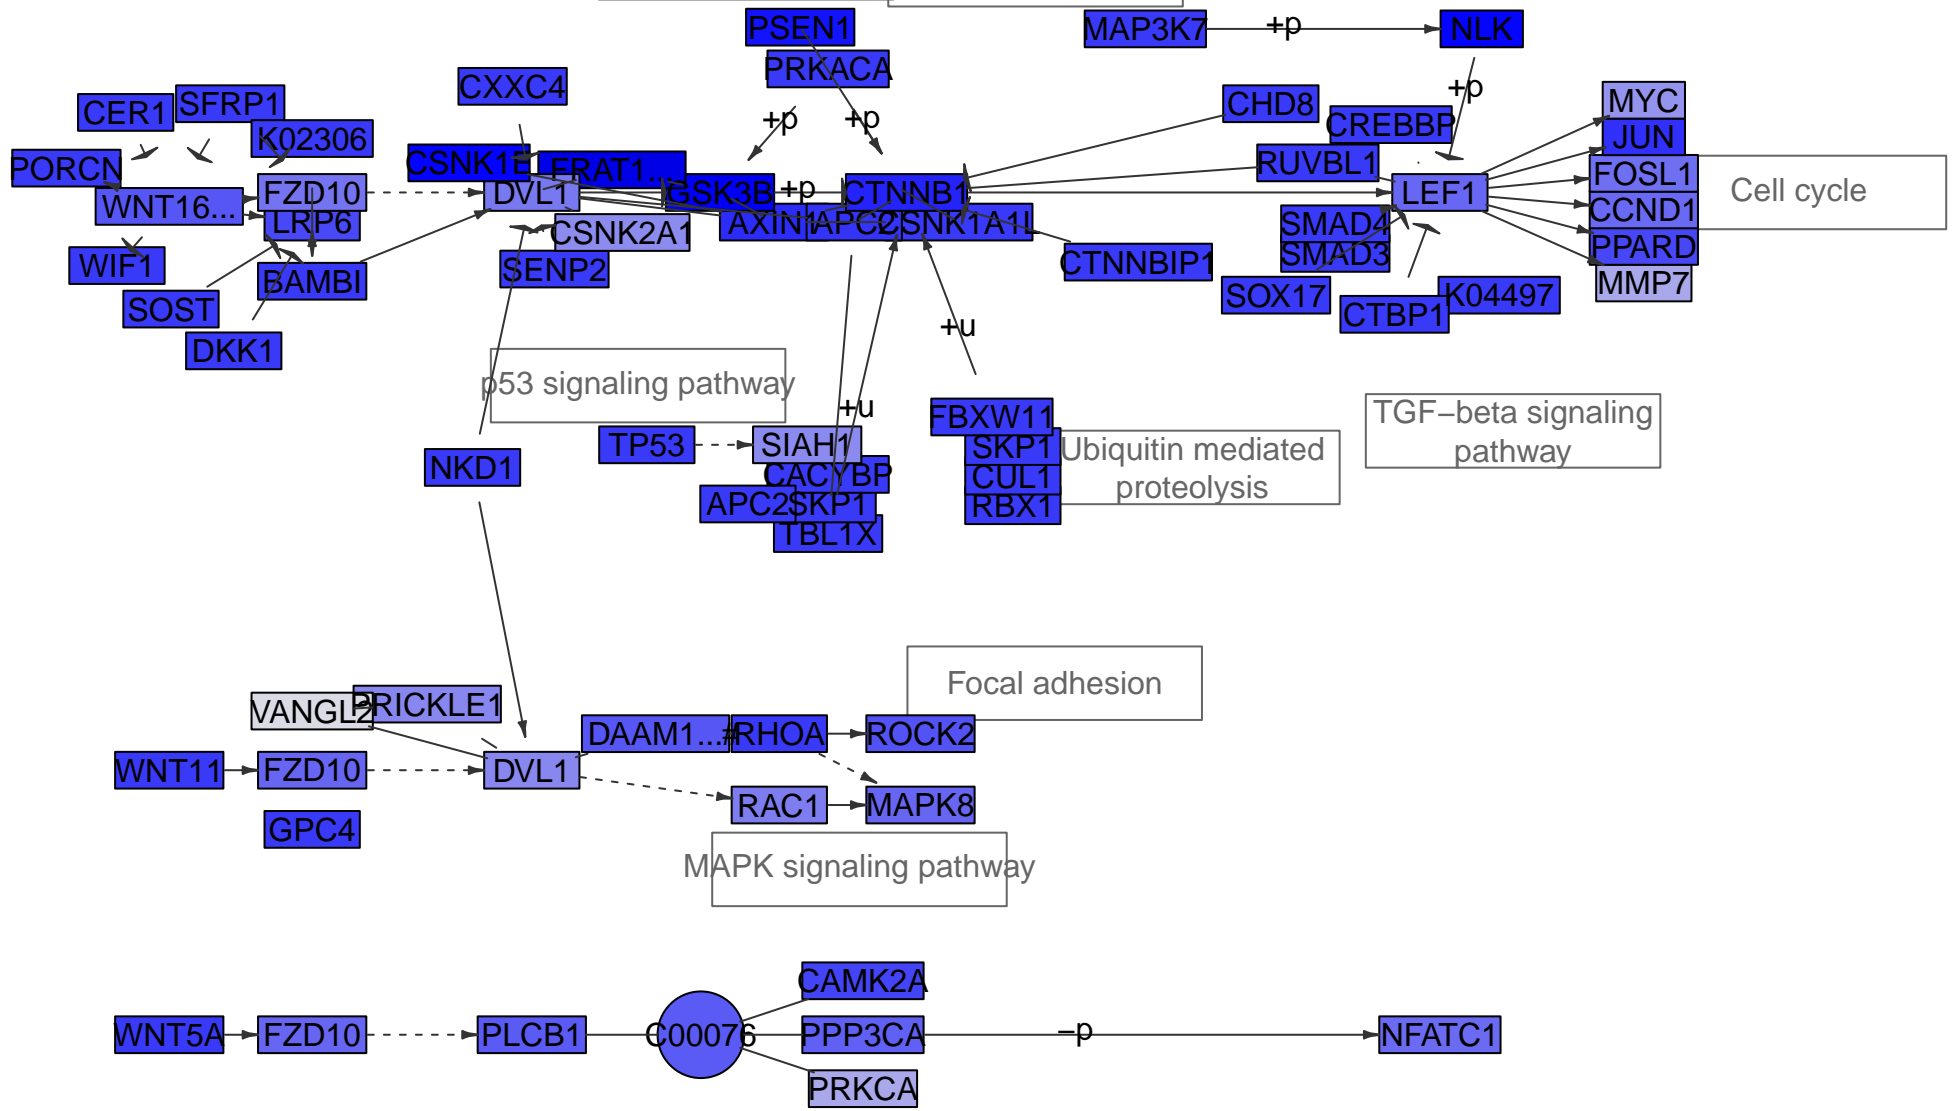 PSEN1
MAP3K7
+p
NLK
PRKACA
CXXC4
CER1
SFRP1
K02306
+p
+p
+p
CHD8
CREBBP
MYC
JUN
PORCN
CSNK1E
FRAT1...
RUVBL1
FOSL1
WNT16...
FZD10
DVL1
GSK3B
+p
CTNNB1
LEF1
Cell cycle
CCND1
LRP6
CSNK2A1
AXIN1
APC2
CSNK1A1L
SMAD4
PPARD
WIF1
BAMBI
SENP2
CTNNBIP1
SMAD3
MMP7
SOST
SOX17
K04497
CTBP1
DKK1
+u
p53 signaling pathway
+u
FBXW11
TGF−beta signaling
pathway
TP53
SIAH1
SKP1
Ubiquitin mediated
proteolysis
NKD1
CACYBP
CUL1
APC2
SKP1
RBX1
TBL1X
Focal adhesion
VANGL2
PRICKLE1
DAAM1...
RHOA
ROCK2
WNT11
FZD10
DVL1
RAC1
MAPK8
GPC4
MAPK signaling pathway
CAMK2A
WNT5A
FZD10
PLCB1
C00076
PPP3CA
−p
NFATC1
PRKCA